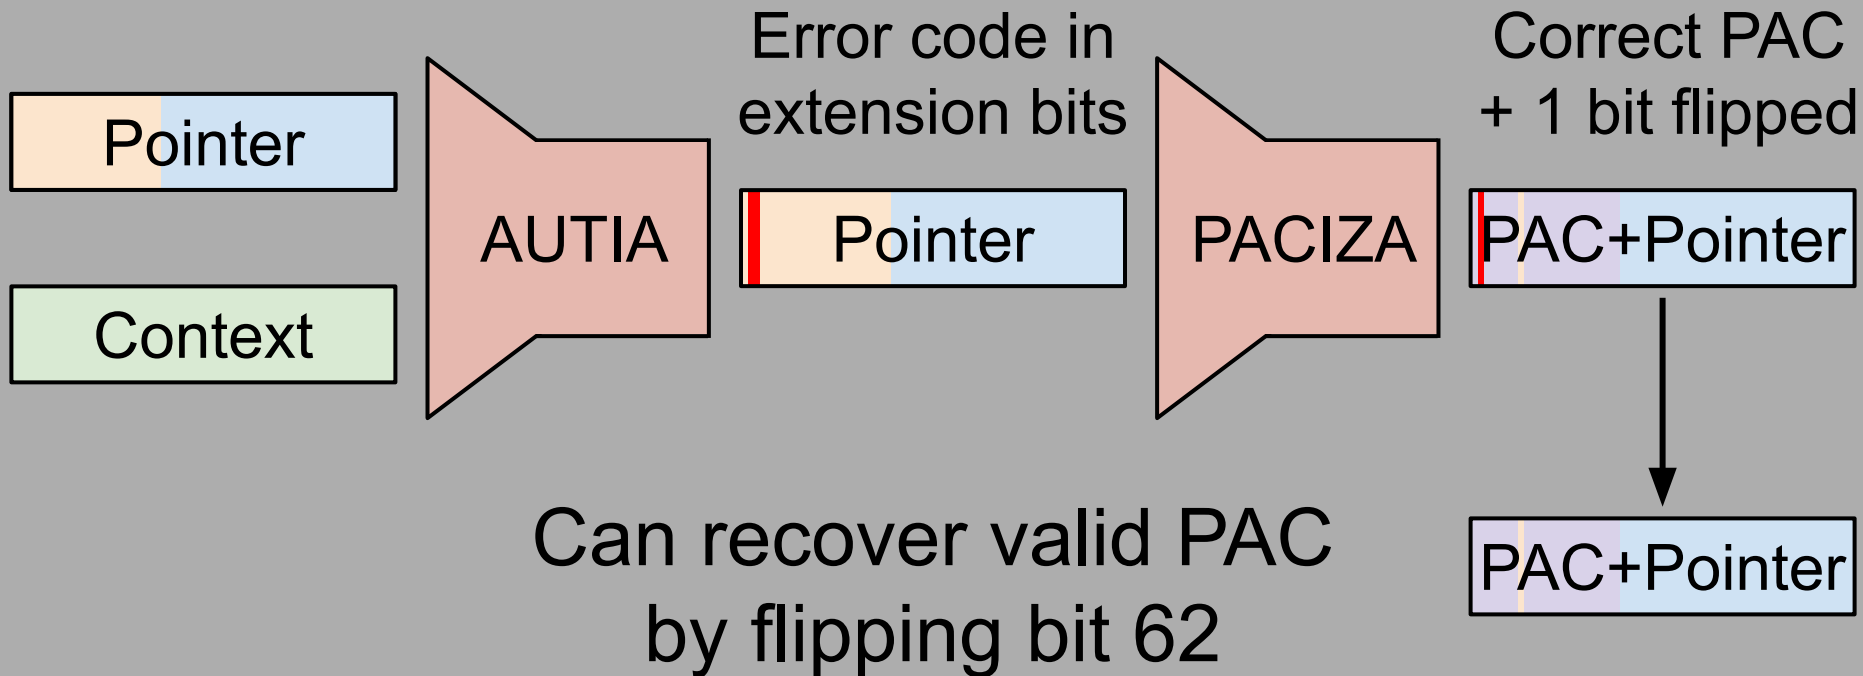 Error code in
extension bits
Correct PAC
+ 1 bit flipped
Pointer
Context
AUTIA
Pointer
PACIZA
PAC+Pointer
PAC+Pointer
Can recover valid PAC
by flipping bit 62